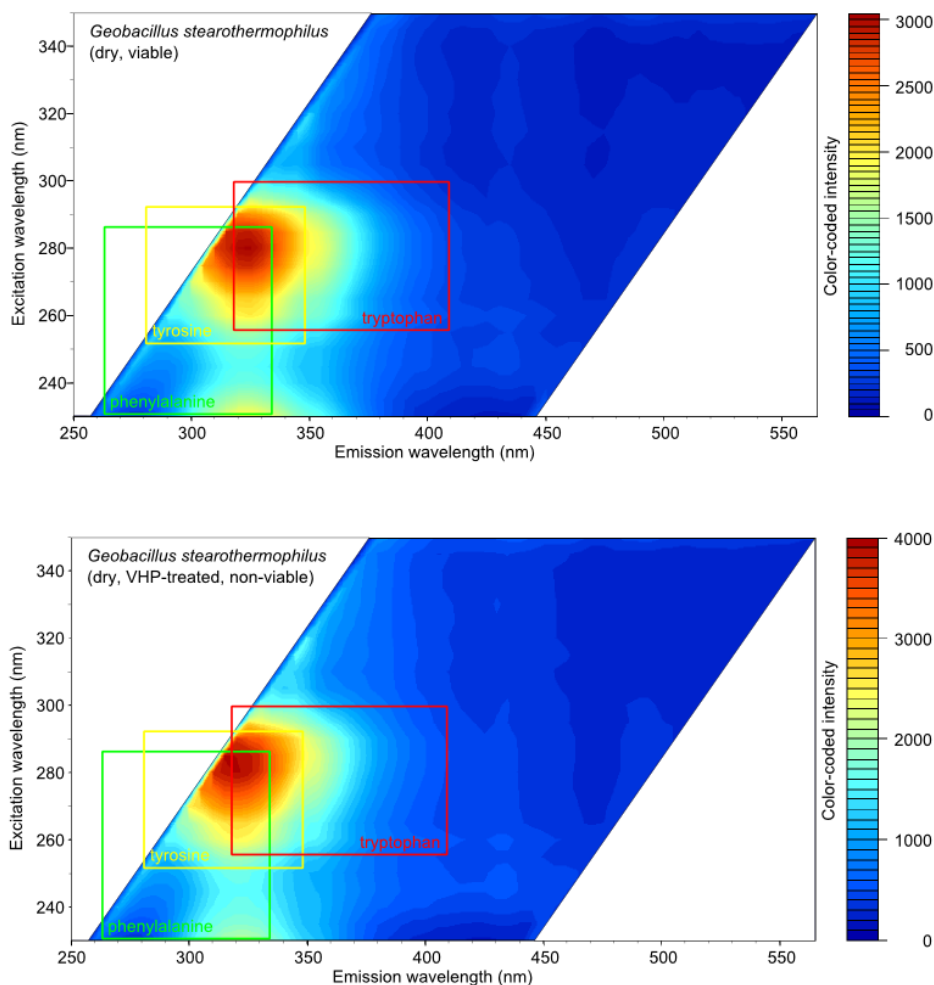 Geobacillus stearothermophilus
(dry, viable)
Excitation wavelength (nm)
340
320
300
280
260
240
tryptophan
tyrosine
phenylalanine
250
300
350
400
450
500
550
Emission wavelength (nm)
Color-coded intensity
3000
2500
2000
1500
1000
500
0
Geobacillus stearothermophilus
(dry, VHP-treated, non-viable)
Excitation wavelength (nm)
340
320
300
280
260
240
tryptophan
tyrosine
phenylalanine
250
300
350
400
450
500
550
Emission wavelength (nm)
Color-coded intensity
4000
3000
2000
1000
0